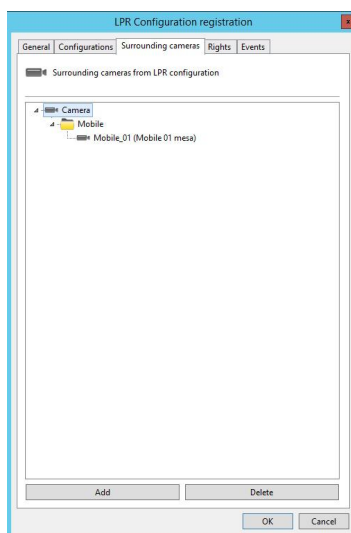 LPR Configuration registration
x
General Configurations Surrounding cameras Rights Events
Surrounding cameras from LPR configuration
Camera
Mobile
Mobile_01 (Mobile 01 mesa)
Add Delete
OK Cancel